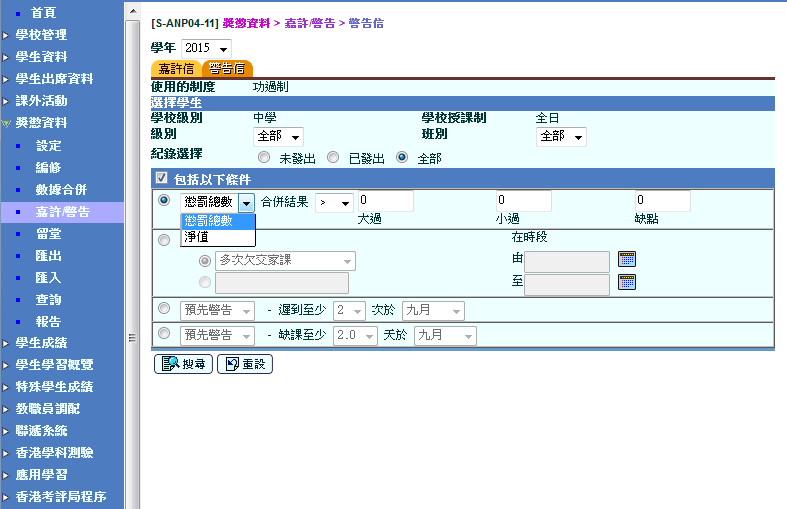 首頁
學校管理
學生資料
學生出席資料
課外活動
獎懲資料
設定
編修
數據合併
嘉許/警告
留堂
匯出
匯入
查詢
報告
學生成績
學生學習概覽
特殊學生成績
教職員調配
聯遞系統
香港學科測驗
應用學習
香港考評局程序
[S-ANP04-11] 獎懲資料 > 嘉許/警告 > 警告信
學年 2015
嘉許信 警告信
使用的制度 功過制
選擇學生
學校級別 中學 學校授課制 全日
級別 全部 班別 全部
紀錄選擇 未發出 已發出 全部
包括以下條件
懲罰總數 合併結果 > 0 0 0
懲罰總數 大過 小過 缺點
淨值 在時段
多次欠交家課 由
至
預先警告 - 遲到至少 2 次於 九月
預先警告 - 缺課至少 2.0 天於 九月
搜尋 重設